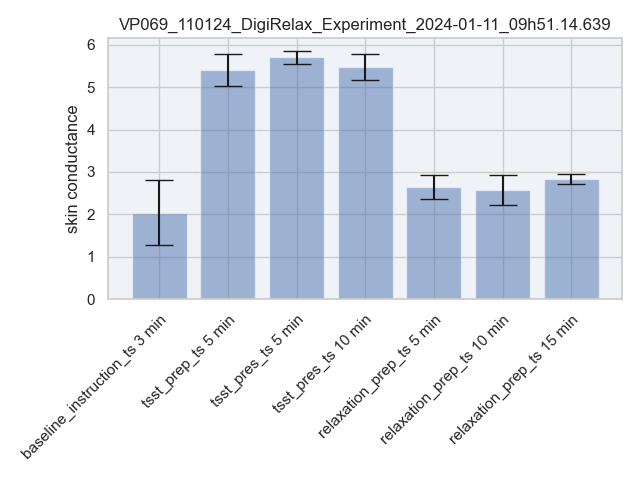 VP069_110124_DigiRelax_Experiment_2024-01-11_09h51.14.639
6
5
4
3
2
1
0
skin conductance
baseline_instruction_ts 3 min
tsst_prep_ts 5 min
tsst_pres_ts 5 min
tsst_pres_ts 10 min
relaxation_prep_ts 5 min
relaxation_prep_ts 10 min
relaxation_prep_ts 15 min